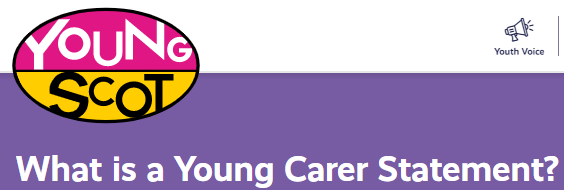 YOUNG
SCOT
Youth Voice
What is a Young Carer Statement?